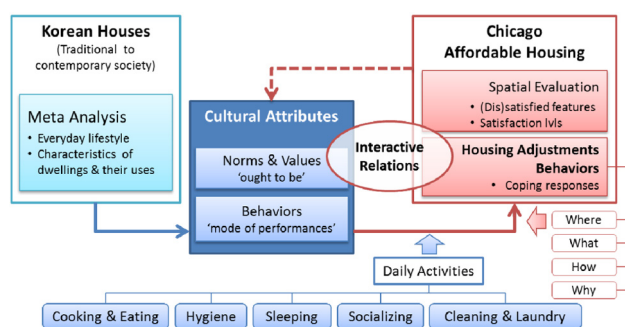 Korean Houses
(Traditional to
contemporary society)
Meta Analysis
• Everyday lifestyle
• Characteristics of
dwellings & their uses
Cultural Attributes
Norms & Values
‘ought to be’
Behaviors
‘mode of performances’
Interactive
Relations
Chicago
Affordable Housing
Spatial Evaluation
• (Dis)satisfied features
• Satisfaction lvls
Housing Adjustments
Behaviors
• Coping responses
Where
What
How
Why
Daily Activities
Cooking & Eating
Hygiene
Sleeping
Socializing
Cleaning & Laundry